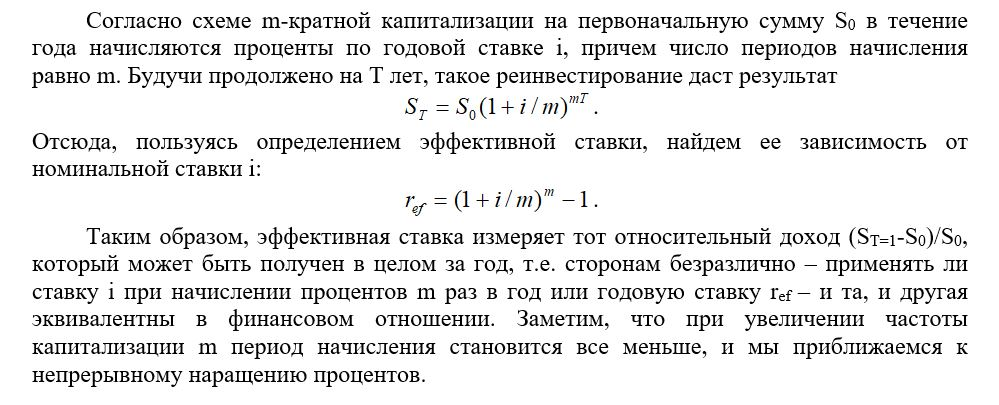 Согласно схеме m-кратной капитализации на первоначальную сумму S₀ в течение
года начисляются проценты по годовой ставке i, причем число периодов начисления
равно m. Будучи продолжено на T лет, такое реинвестирование даст результат
S_T = S₀(1 + i / m)^{mT} .
Отсюда, пользуясь определением эффективной ставки, найдем ее зависимость от
номинальной ставки i:
r_{ef} = (1 + i / m)^m − 1 .
Таким образом, эффективная ставка измеряет тот относительный доход (S_{T=1}-S₀)/S₀,
который может быть получен в целом за год, т.е. сторонам безразлично – применять ли
ставку i при начислении процентов m раз в год или годовую ставку r_{ef} – и та, и другая
эквивалентны в финансовом отношении. Заметим, что при увеличении частоты
капитализации m период начисления становится все меньше, и мы приближаемся к
непрерывному наращению процентов.